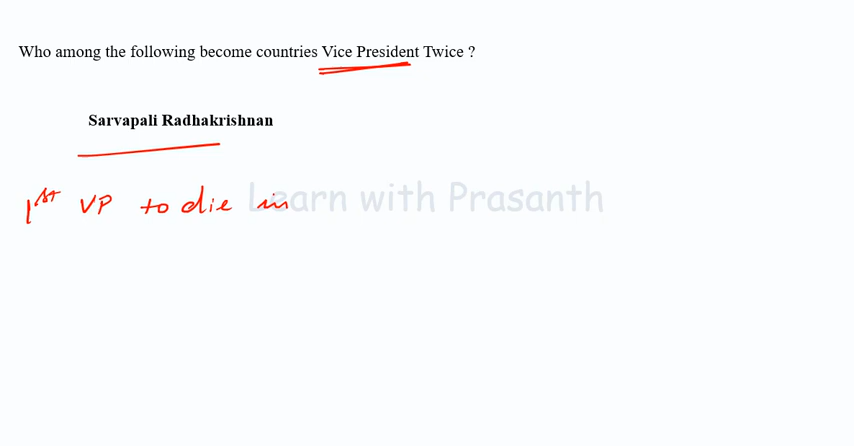 Who among the following become countries Vice President Twice ?
Sarvapali Radhakrishnan
1st VP to die in
Learn with Prasanth